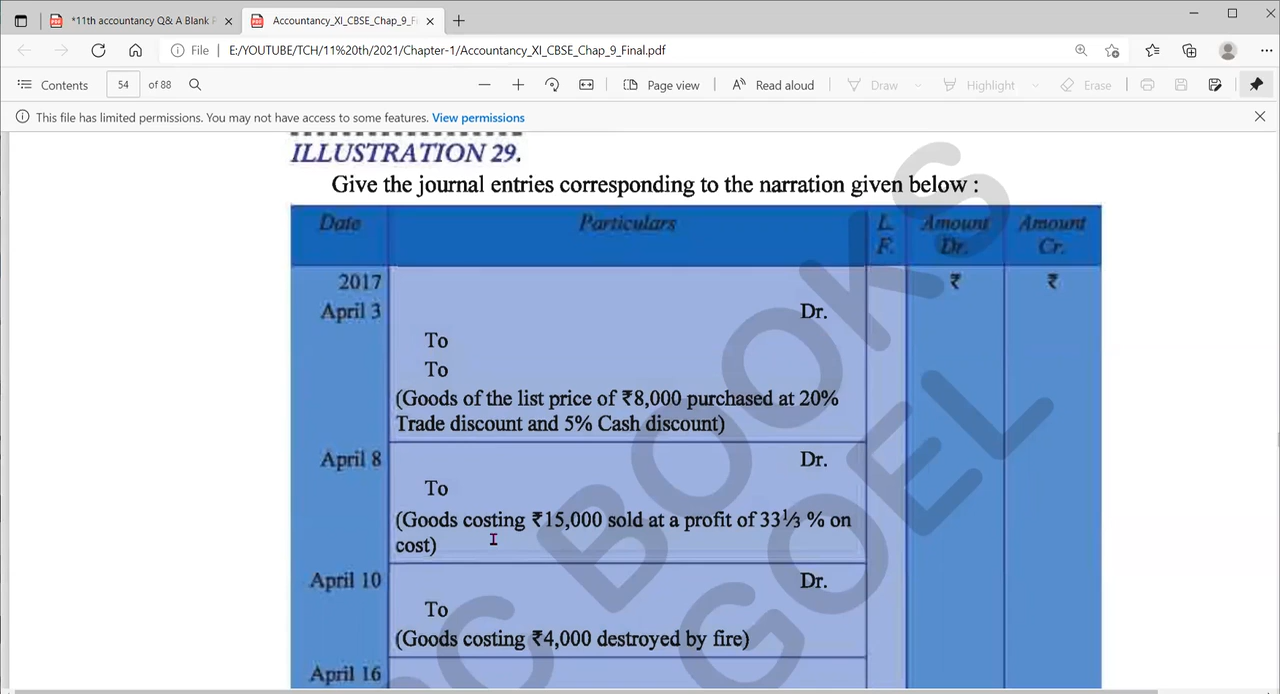 *11th accountancy Q& A Blank P
Accountancy_XI_CBSE_Chap_9_Fi
File
E:/YOUTUBE/TCH/11%20th/2021/Chapter-1/Accountancy_XI_CBSE_Chap_9_Final.pdf
Contents 54 of 88 Page view Read aloud Draw Highlight Erase
This file has limited permissions. You may not have access to some features. View permissions
ILLUSTRATION 29.
Give the journal entries corresponding to the narration given below :
Date Particulars L. F. Amount Dr. Amount Cr.
2017 ₹ ₹
April 3 Dr.
To
To
(Goods of the list price of ₹8,000 purchased at 20%
Trade discount and 5% Cash discount)
April 8 Dr.
To
(Goods costing ₹15,000 sold at a profit of 33⅓ % on
cost)
April 10 Dr.
To
(Goods costing ₹4,000 destroyed by fire)
April 16
BOOKS
GOEL